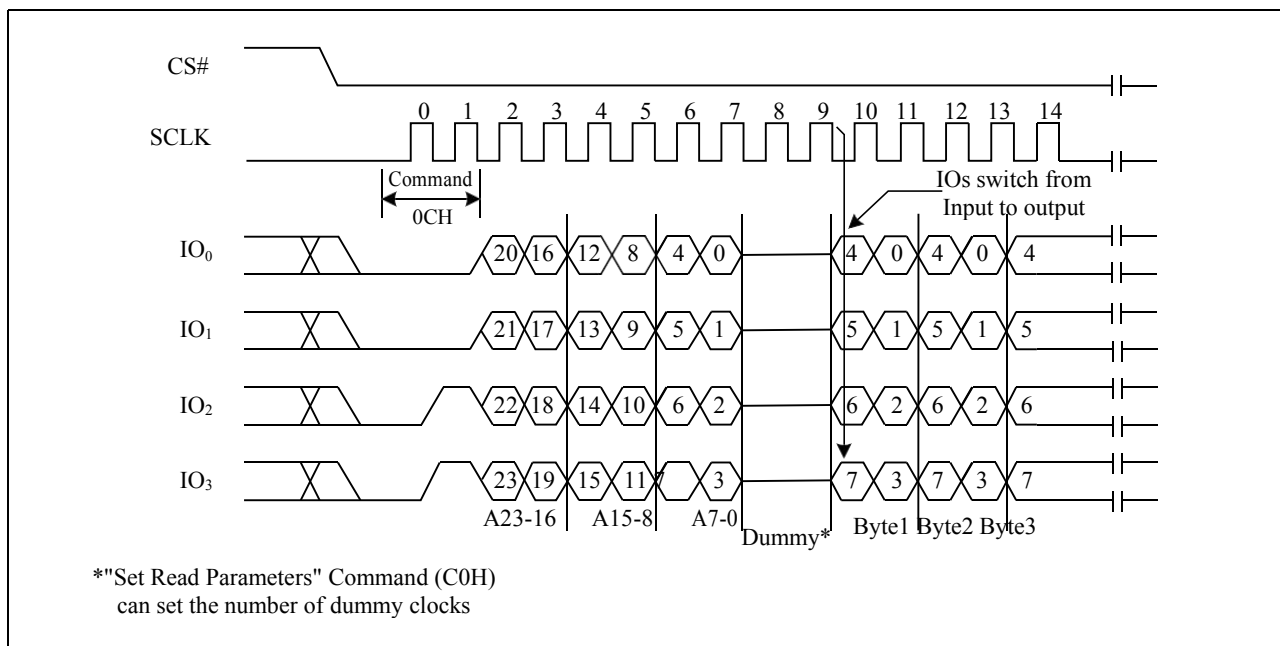 CS#
0 1 2 3 4 5 6 7 8 9 10 11 12 13 14
SCLK
Command
0CH
IOs switch from
Input to output
IO0 20 16 12 8 4 0 4 0 4 0 4
IO1 21 17 13 9 5 1 5 1 5 1 5
IO2 22 18 14 10 6 2 6 2 6 2 6
IO3 23 19 15 11 7 3 7 3 7 3 7
A23-16 A15-8 A7-0 Dummy* Byte1 Byte2 Byte3
*"Set Read Parameters" Command (C0H)
can set the number of dummy clocks